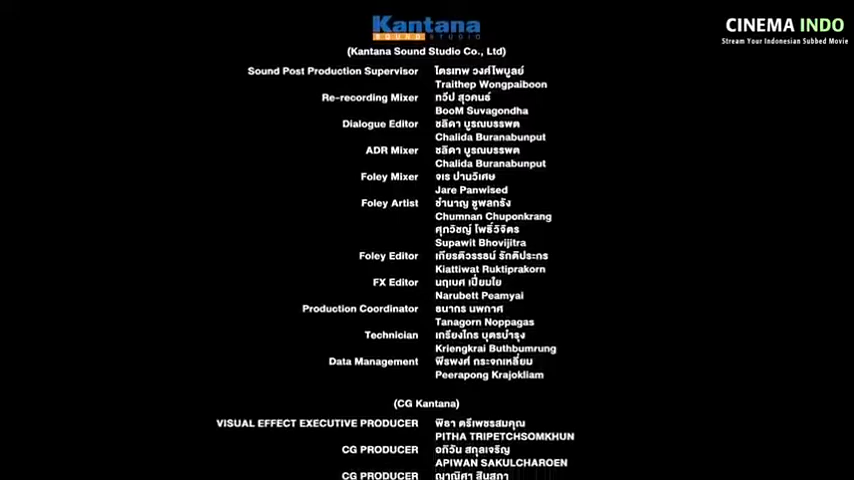 Kantana
SOUND STUDIO
CINEMA INDO
Stream Your Indonesian Subbed Movie
(Kantana Sound Studio Co., Ltd)
Sound Post Production Supervisor ไตรเทพ วงศ์ไพบูลย์
Traithep Wongpaiboon
Re-recording Mixer ทวีป สุวคนธ์
BooM Suvagondha
Dialogue Editor ชลิดา บูรณบรรพต
Chalida Buranabunput
ADR Mixer ชลิดา บูรณบรรพต
Chalida Buranabunput
Foley Mixer จเร ปานวิเศษ
Jare Panwised
Foley Artist ชำนาญ ชูพลกรัง
Chumnan Chuponkrang
ศุภวิชญ์ โพธิ์วิจิตร
Supawit Bhovijitra
Foley Editor เกียรติวรรธน์ รักติประกร
Kiattiwat Ruktiprakorn
FX Editor นฤเบศ เปี่ยมใย
Narubett Peamyai
Production Coordinator ธนากร นพภาศ
Tanagorn Noppagas
Technician เกรียงไกร บุตรบำรุง
Kriengkrai Buthbumrung
Data Management พีรพงศ์ กระจกเหลี่ยม
Peerapong Krajokliam
(CG Kantana)
VISUAL EFFECT EXECUTIVE PRODUCER พิธา ตรีเพชรสมคุณ
PITHA TRIPETCHSOMKHUN
CG PRODUCER อภิวัน สกุลเจริญ
APIWAN SAKULCHAROEN
CG PRODUCER